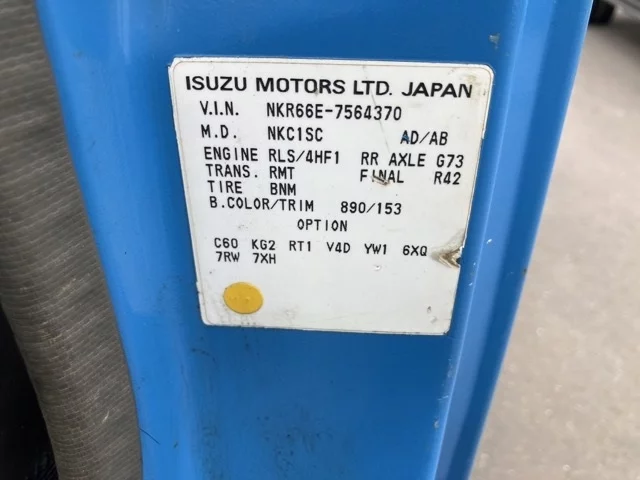 ISUZU MOTORS LTD. JAPAN
V.I.N. NKR66E-7564370
M.D. NKC1SC AD/AB
ENGINE RLS/4HF1 RR AXLE G73
TRANS. RMT FINAL R42
TIRE BNM
B.COLOR/TRIM 890/153
OPTION
C60 KG2 RT1 V4D YW1 6XQ
7RW 7XH